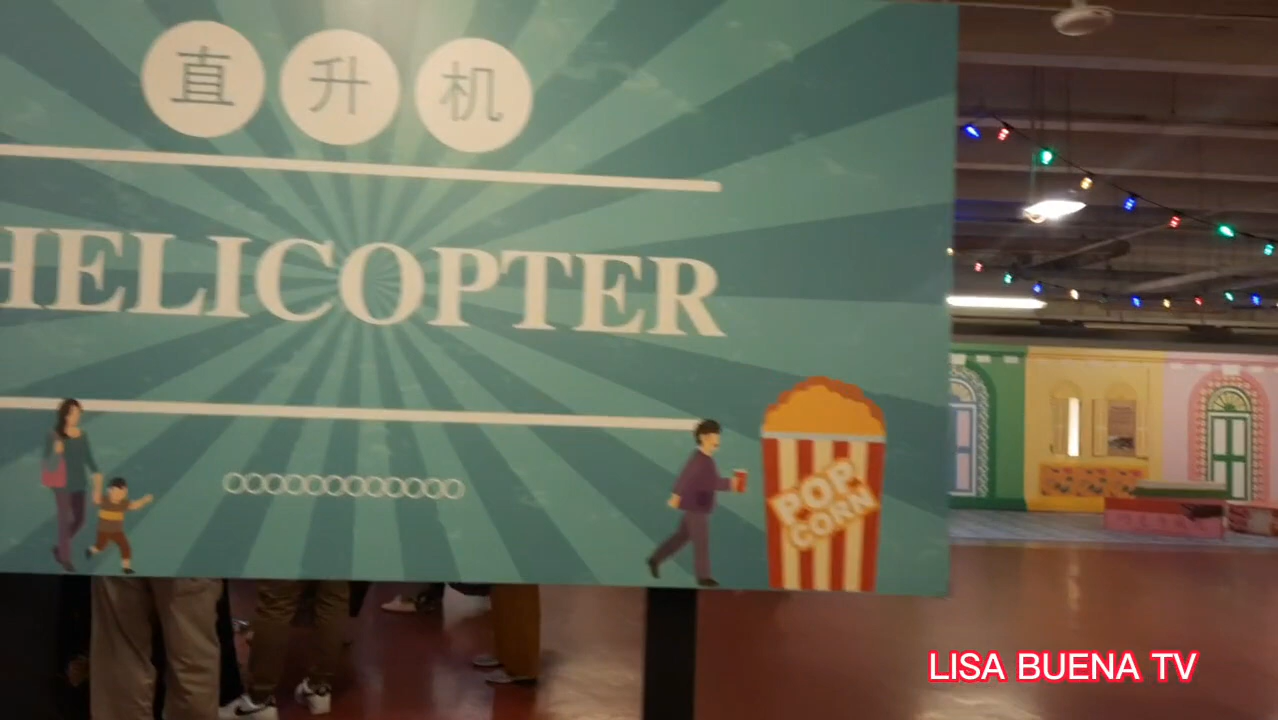 直升机
HELICOPTER
POP
CORN
LISA BUENA TV